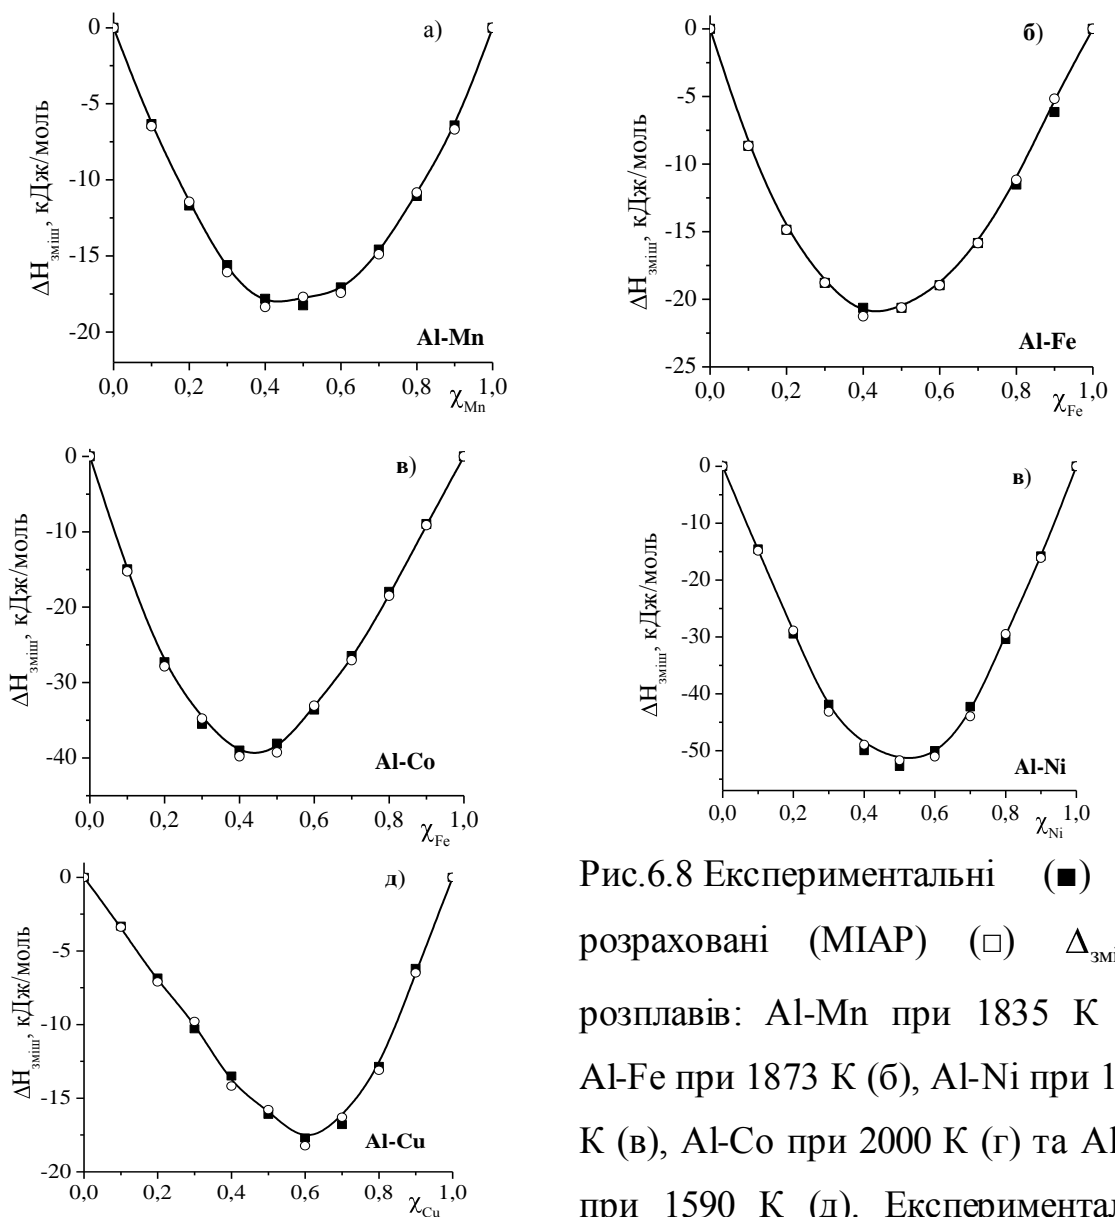 а)
0
-5
-10
-15
-20
ΔHзміш, кДж/моль
Al-Mn
0,0 0,2 0,4 0,6 0,8 1,0
χMn
б)
0
-5
-10
-15
-20
-25
ΔHзміш, кДж/моль
Al-Fe
0,0 0,2 0,4 0,6 0,8 1,0
χFe
в)
0
-10
-20
-30
-40
ΔHзміш, кДж/моль
Al-Co
0,0 0,2 0,4 0,6 0,8 1,0
χFe
в)
0
-10
-20
-30
-40
-50
ΔHзміш, кДж/моль
Al-Ni
0,0 0,2 0,4 0,6 0,8 1,0
χNi
д)
0
-5
-10
-15
-20
ΔHзміш, кДж/моль
Al-Cu
0,0 0,2 0,4 0,6 0,8 1,0
χCu
Рис.6.8 Експериментальні (■)
розраховані (МІАР) (□) Δзмі
розплавів: Al-Mn при 1835 К
Al-Fe при 1873 К (б), Al-Ni при 1
К (в), Al-Co при 2000 К (г) та Al
при 1590 К (д). Експериментал